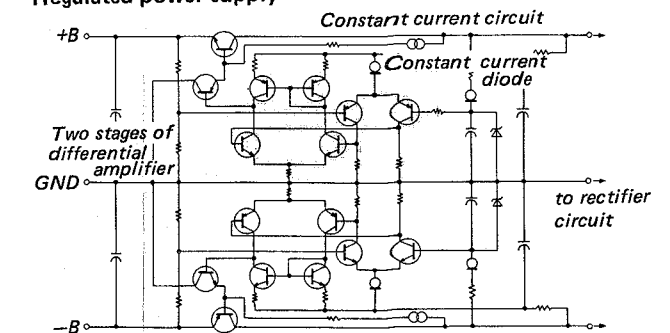 Regulated power supply
Constant current circuit
+B
Constant current
diode
Two stages of
differential
amplifier
GND
to rectifier
circuit
–B